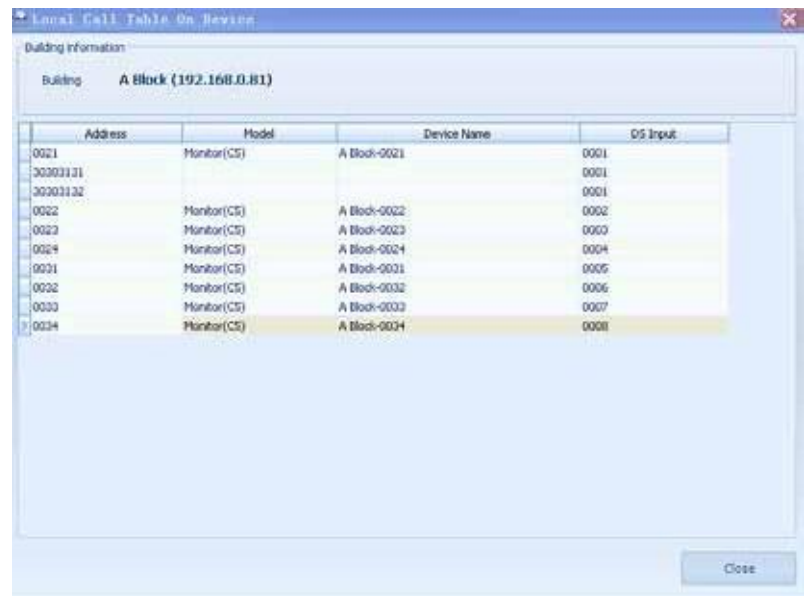 Local Call Table On Device
Building information
Building A Block (192.168.0.81)
Address Model Device Name DS Input
0021 Monitor(CS) A Block-0021 0001
30303131 0001
30303132 0001
0022 Monitor(CS) A Block-0022 0002
0023 Monitor(CS) A Block-0023 0003
0024 Monitor(CS) A Block-0024 0004
0031 Monitor(CS) A Block-0031 0005
0032 Monitor(CS) A Block-0032 0006
0033 Monitor(CS) A Block-0033 0007
0034 Monitor(CS) A Block-0034 0008
Close